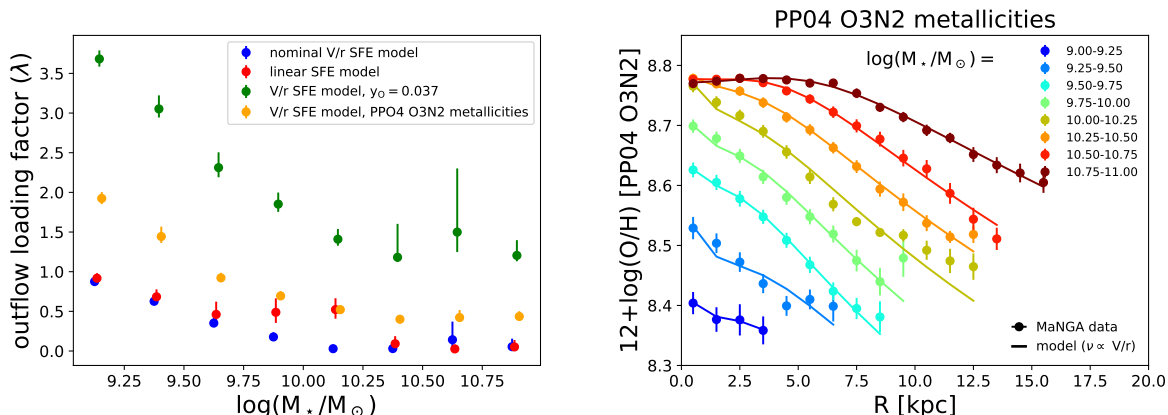 nominal V/r SFE model
linear SFE model
V/r SFE model, y_O = 0.037
V/r SFE model, PPO4 O3N2 metallicities
outflow loading factor (λ)
3.5
3.0
2.5
2.0
1.5
1.0
0.5
0.0
9.25 9.50 9.75 10.00 10.25 10.50 10.75
log(M⋆/M⊙)
PP04 O3N2 metallicities
log(M⋆/M⊙) =
9.00-9.25
9.25-9.50
9.50-9.75
9.75-10.00
10.00-10.25
10.25-10.50
10.50-10.75
10.75-11.00
MaNGA data
model (ν ∝ V/r)
12+log(O/H) [PP04 O3N2]
8.8
8.7
8.6
8.5
8.4
8.3
0.0 2.5 5.0 7.5 10.0 12.5 15.0 17.5 20.0
R [kpc]